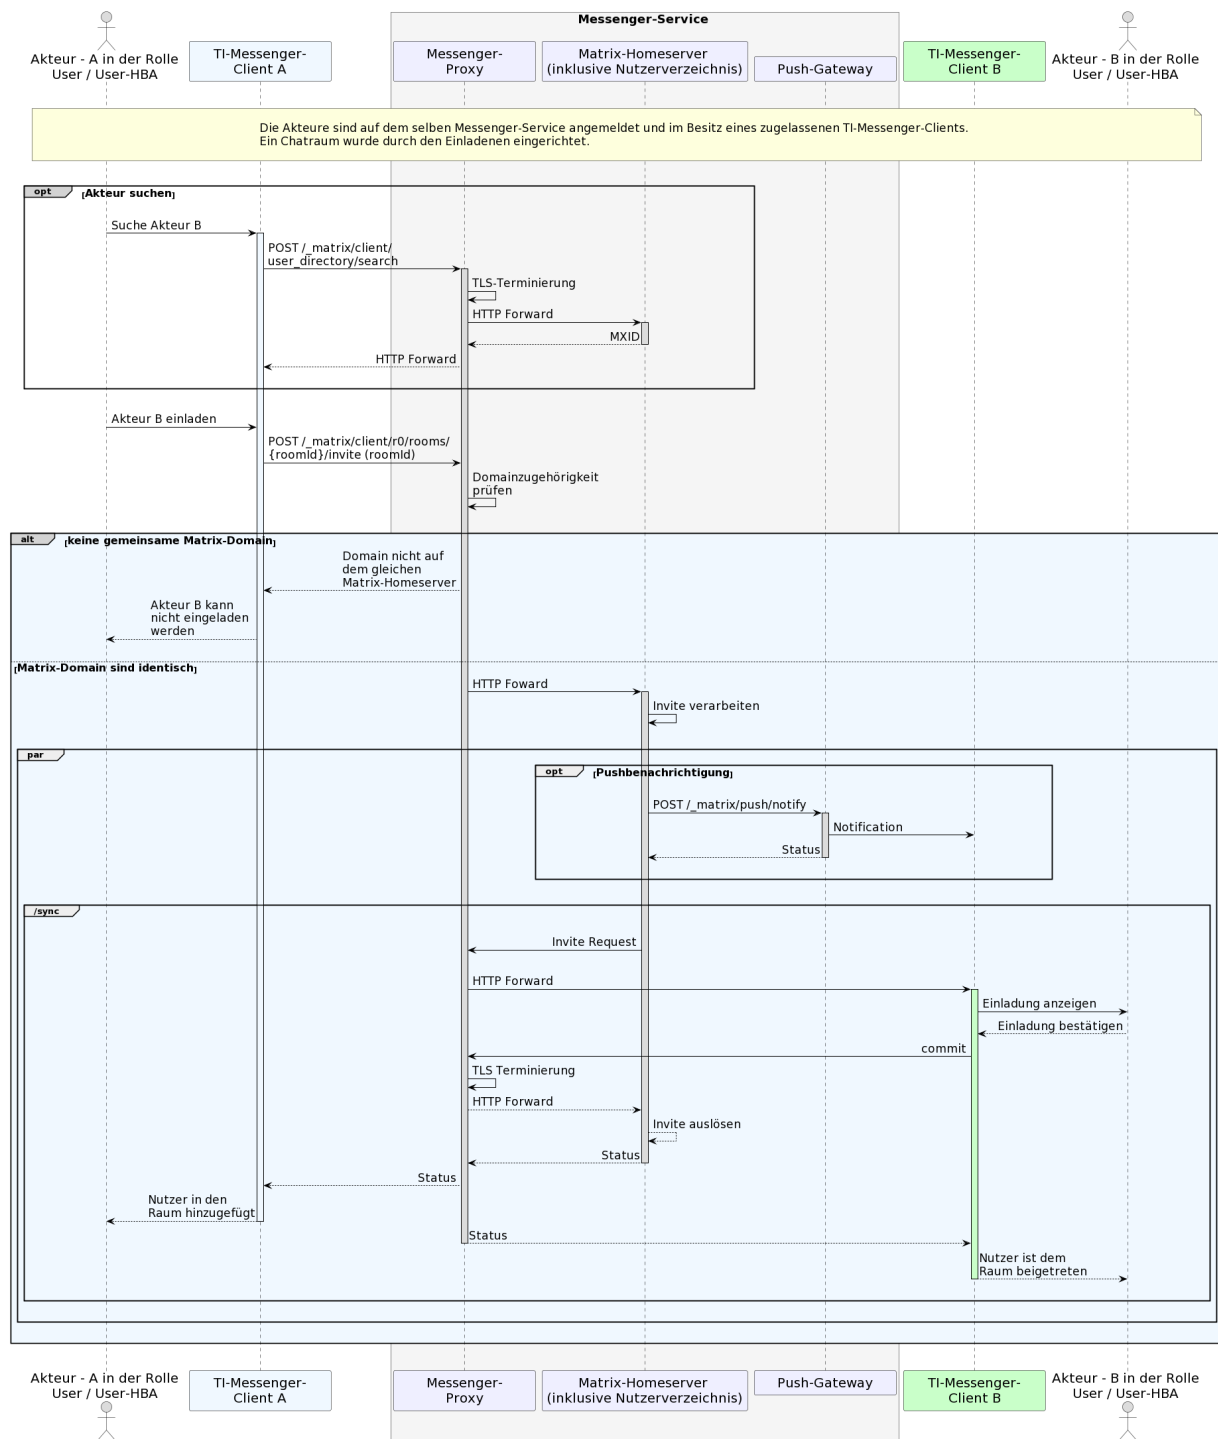 Messenger-Service
Akteur - A in der Rolle
User / User-HBA
TI-Messenger-
Client A
Messenger-
Proxy
Matrix-Homeserver
(inklusive Nutzerverzeichnis)
Push-Gateway
TI-Messenger-
Client B
Akteur - B in der Rolle
User / User-HBA
Die Akteure sind auf dem selben Messenger-Service angemeldet und im Besitz eines zugelassenen TI-Messenger-Clients.
Ein Chatraum wurde durch den Einladenen eingerichtet.
opt [Akteur suchen]
Suche Akteur B
POST /_matrix/client/
user_directory/search
TLS-Terminierung
HTTP Forward
MXID
HTTP Forward
Akteur B einladen
POST /_matrix/client/r0/rooms/
{roomId}/invite (roomId)
Domainzugehörigkeit
prüfen
alt [keine gemeinsame Matrix-Domain]
Domain nicht auf
dem gleichen
Matrix-Homeserver
Akteur B kann
nicht eingeladen
werden
[Matrix-Domain sind identisch]
HTTP Foward
Invite verarbeiten
par
opt [Pushbenachrichtigung]
POST /_matrix/push/notify
Notification
Status
/sync
Invite Request
HTTP Forward
Einladung anzeigen
Einladung bestätigen
commit
TLS Terminierung
HTTP Forward
Invite auslösen
Status
Status
Nutzer in den
Raum hinzugefügt
Status
Nutzer ist dem
Raum beigetreten
Akteur - A in der Rolle
User / User-HBA
TI-Messenger-
Client A
Messenger-
Proxy
Matrix-Homeserver
(inklusive Nutzerverzeichnis)
Push-Gateway
TI-Messenger-
Client B
Akteur - B in der Rolle
User / User-HBA